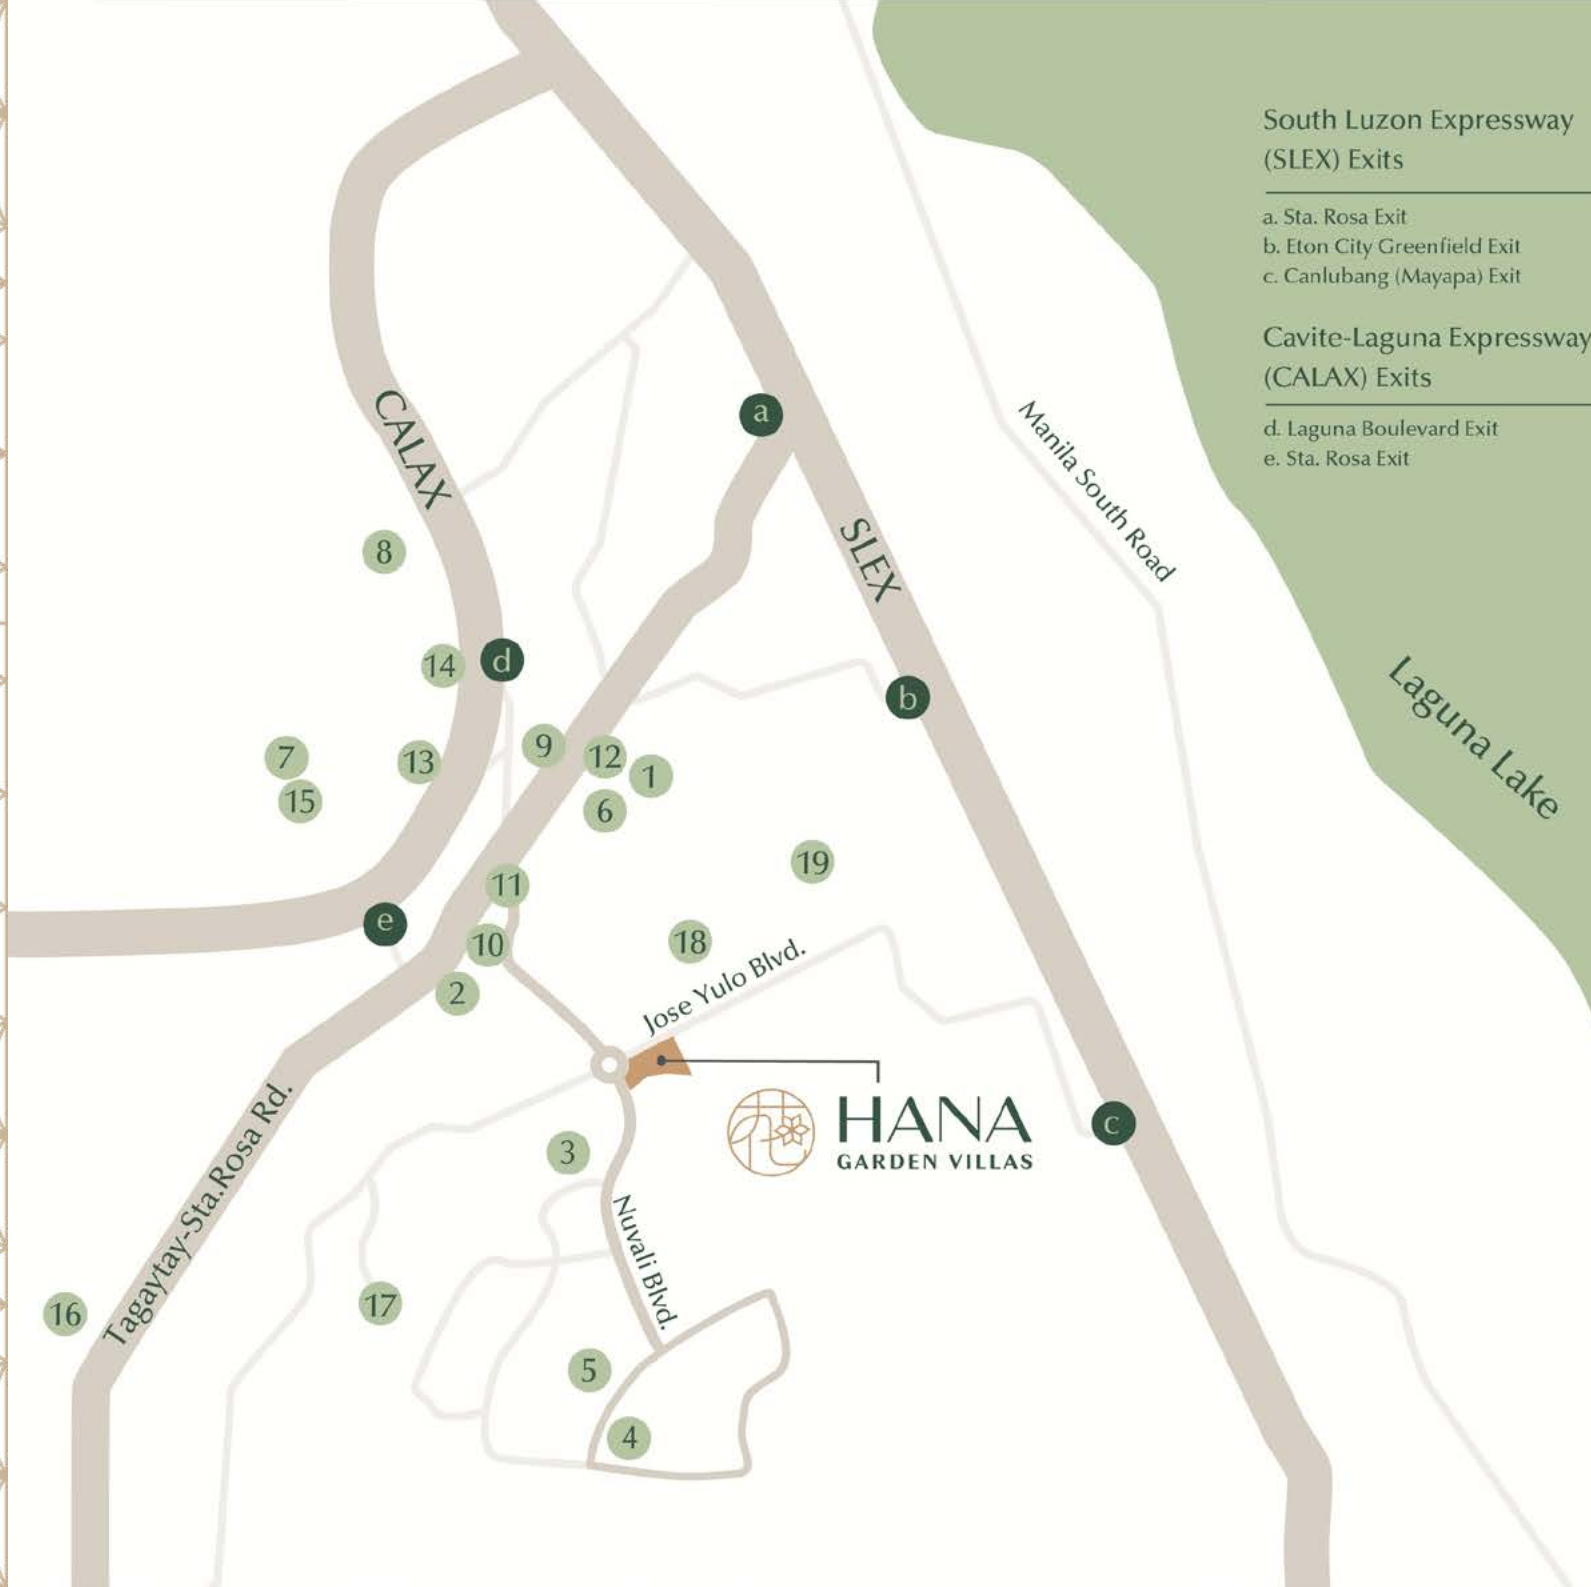 South Luzon Expressway
(SLEX) Exits
a. Sta. Rosa Exit
b. Eton City Greenfield Exit
c. Canlubang (Mayapa) Exit
Cavite-Laguna Expressway
(CALAX) Exits
d. Laguna Boulevard Exit
e. Sta. Rosa Exit
CALAX
a
Manila South Road
SLEX
8
14
d
b
Laguna Lake
7
13
9
12
1
15
6
19
11
e
10
18
2
Jose Yulo Blvd.
花
HANA
GARDEN VILLAS
c
3
Tagaytay-Sta.Rosa Rd.
Nuvali Blvd.
16
17
5
4